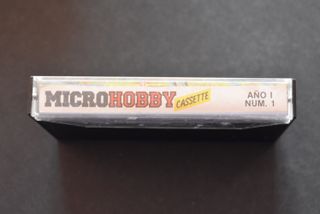 MICROHOBBY CASSETTE
AÑO I
NUM. 1